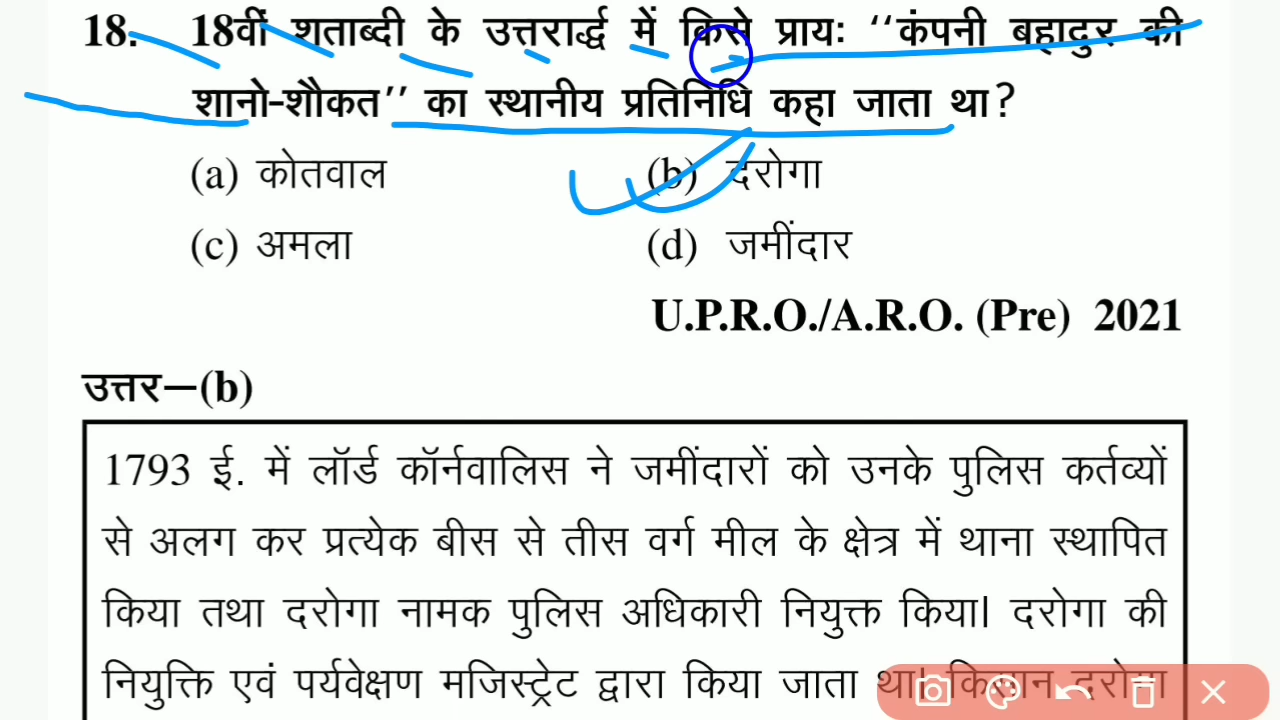 18. 18वीं शताब्दी के उत्तरार्द्ध में किसे प्रायः ‘‘कंपनी बहादुर की
शानो-शौकत’’ का स्थानीय प्रतिनिधि कहा जाता था?
(a) कोतवाल (b) दरोगा
(c) अमला (d) जमींदार
U.P.R.O./A.R.O. (Pre) 2021
उत्तर—(b)
1793 ई. में लॉर्ड कॉर्नवालिस ने जमींदारों को उनके पुलिस कर्तव्यों
से अलग कर प्रत्येक बीस से तीस वर्ग मील के क्षेत्र में थाना स्थापित
किया तथा दरोगा नामक पुलिस अधिकारी नियुक्त किया। दरोगा की
नियुक्ति एवं पर्यवेक्षण मजिस्ट्रेट द्वारा किया जाता था। किसान दरोगा